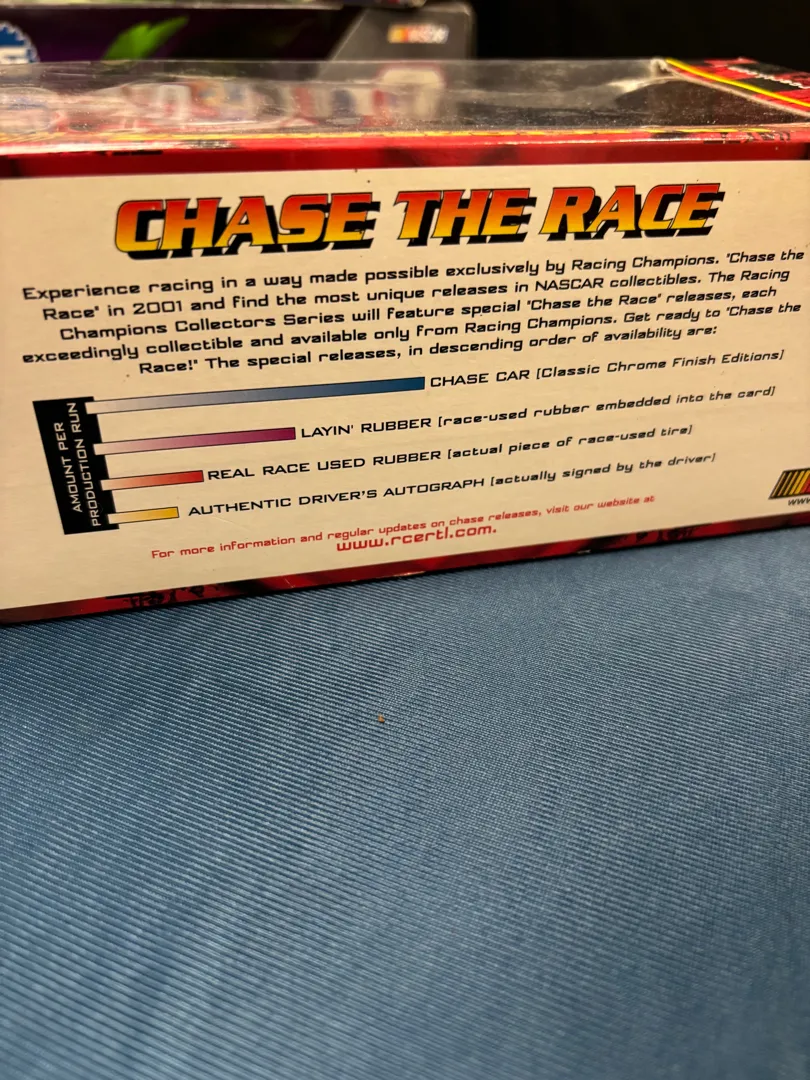 NASCAR
CHASE THE RACE
Experience racing in a way made possible exclusively by Racing Champions. "Chase the
Race" in 2001 and find the most unique releases in NASCAR collectibles. The Racing
Champions Collectors Series will feature special "Chase the Race" releases, each
exceedingly collectible and available only from Racing Champions. Get ready to "Chase the
Race!" The special releases, in descending order of availability are:
AMOUNT PER
PRODUCTION RUN
CHASE CAR [Classic Chrome Finish Editions]
LAYIN' RUBBER [race-used rubber embedded into the card]
REAL RACE USED RUBBER [actual piece of race-used tire]
AUTHENTIC DRIVER'S AUTOGRAPH [actually signed by the driver]
For more information and regular updates on chase releases, visit our website at
www.rcertl.com.
www